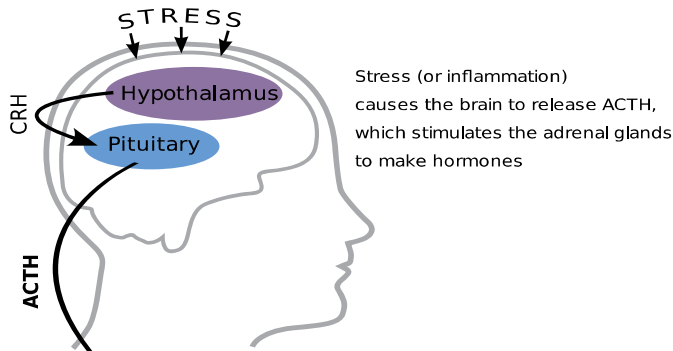 STRESS
Hypothalamus
CRH
Pituitary
ACTH
Stress (or inflammation)
causes the brain to release ACTH,
which stimulates the adrenal glands
to make hormones